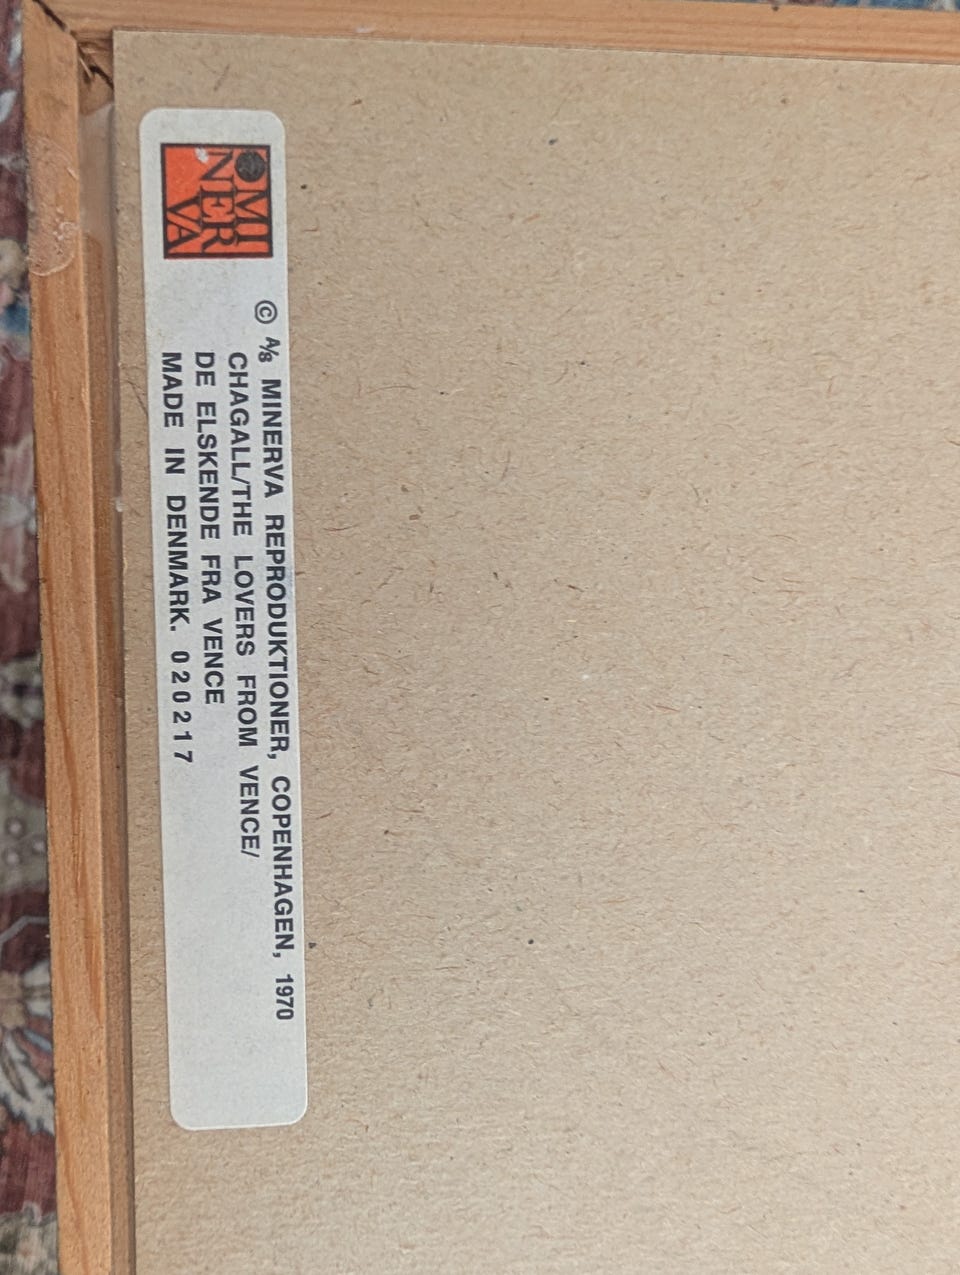 MI
NER
VA
© A/S MINERVA REPRODUKTIONER, COPENHAGEN, 1970
CHAGALL/THE LOVERS FROM VENCE/
DE ELSKENDE FRA VENCE
MADE IN DENMARK. 020217